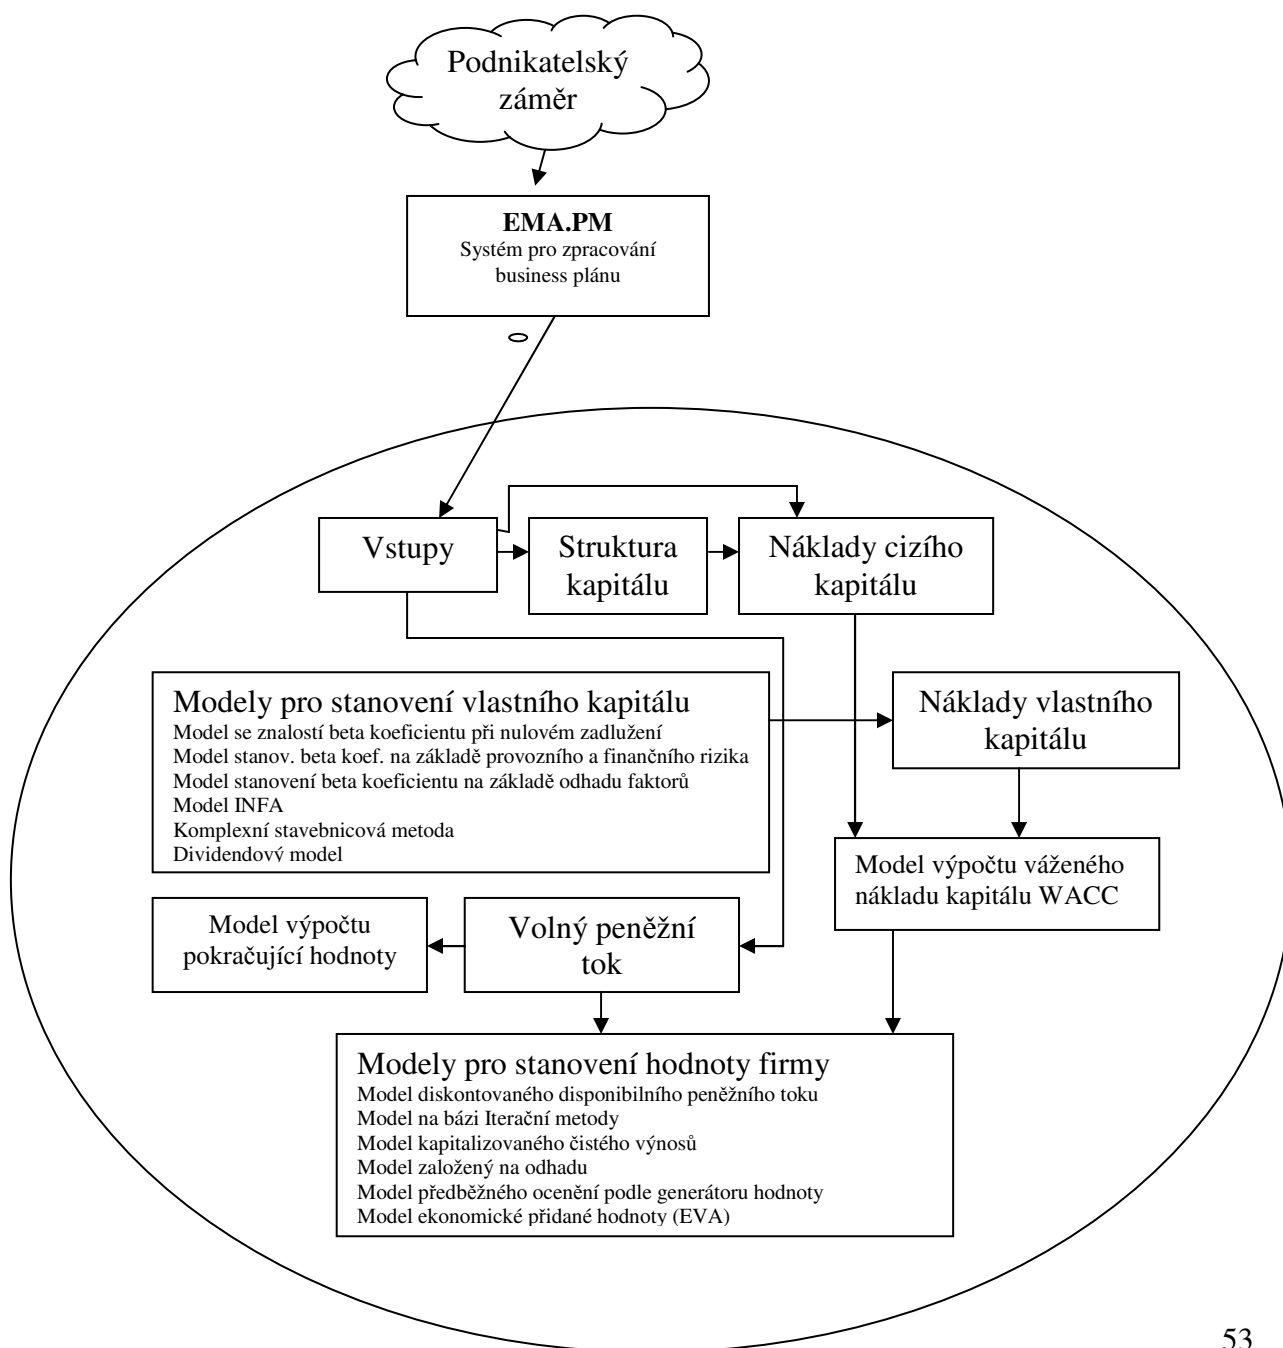 Podnikatelský
záměr
EMA.PM
Systém pro zpracování
business plánu
Vstupy
Struktura
kapitálu
Náklady cizího
kapitálu
Modely pro stanovení vlastního kapitálu
Model se znalostí beta koeficientu při nulovém zadlužení
Model stanov. beta koef. na základě provozního a finančního rizika
Model stanovení beta koeficientu na základě odhadu faktorů
Model INFA
Komplexní stavebnicová metoda
Dividendový model
Náklady vlastního
kapitálu
Model výpočtu váženého
nákladu kapitálu WACC
Model výpočtu
pokračující hodnoty
Volný peněžní
tok
Modely pro stanovení hodnoty firmy
Model diskontovaného disponibilního peněžního toku
Model na bázi Iterační metody
Model kapitalizovaného čistého výnosů
Model založený na odhadu
Model předběžného ocenění podle generátoru hodnoty
Model ekonomické přidané hodnoty (EVA)
53